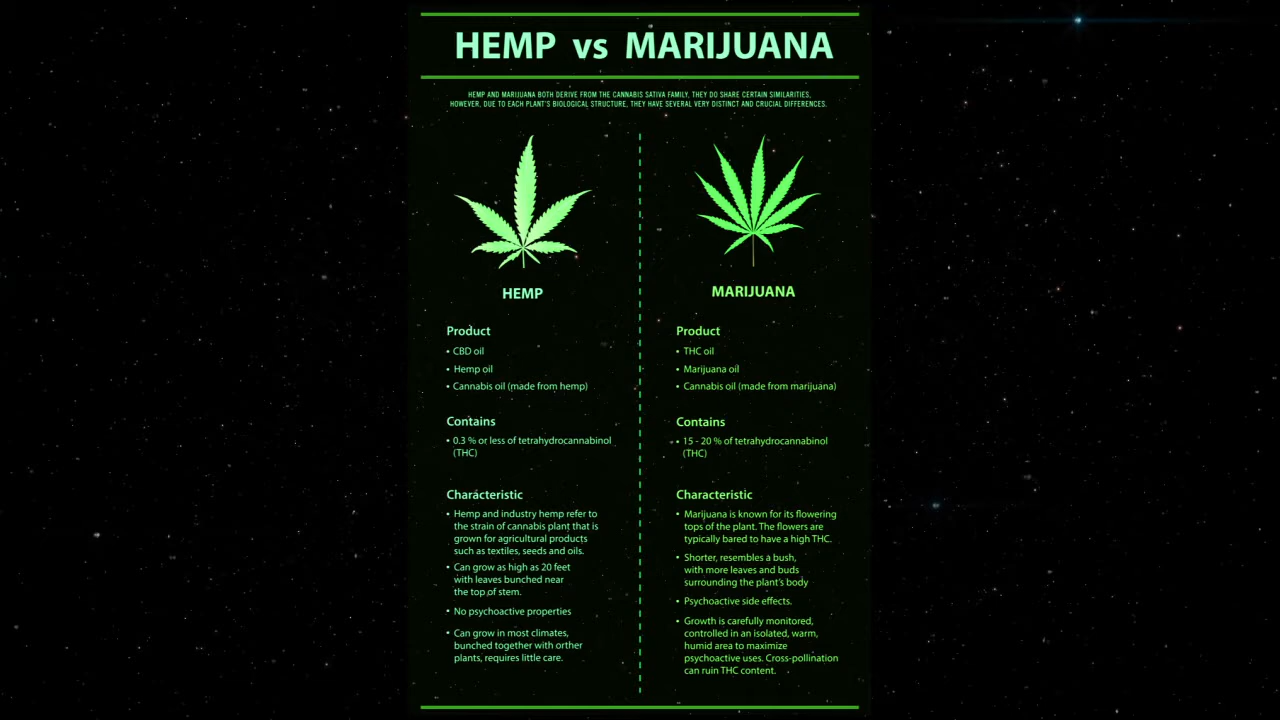 HEMP vs MARIJUANA
HEMP AND MARIJUANA BOTH DERIVE FROM THE CANNABIS SATIVA FAMILY, THEY DO SHARE CERTAIN SIMILARITIES,
HOWEVER, DUE TO EACH PLANT'S BIOLOGICAL STRUCTURE, THEY HAVE SEVERAL VERY DISTINCT AND CRUCIAL DIFFERENCES.
HEMP
Product
• CBD oil
• Hemp oil
• Cannabis oil (made from hemp)
Contains
• 0.3 % or less of tetrahydrocannabinol
(THC)
Characteristic
• Hemp and industry hemp refer to
the strain of cannabis plant that is
grown for agricultural products
such as textiles, seeds and oils.
• Can grow as high as 20 feet
with leaves bunched near
the top of stem.
• No psychoactive properties
• Can grow in most climates,
bunched together with orther
plants, requires little care.
MARIJUANA
Product
• THC oil
• Marijuana oil
• Cannabis oil (made from marijuana)
Contains
• 15 - 20 % of tetrahydrocannabinol
(THC)
Characteristic
• Marijuana is known for its flowering
tops of the plant. The flowers are
typically bared to have a high THC.
• Shorter, resembles a bush,
with more leaves and buds
surrounding the plant's body
• Psychoactive side effects.
• Growth is carefully monitored,
controlled in an isolated, warm,
humid area to maximize
psychoactive uses. Cross-pollination
can ruin THC content.